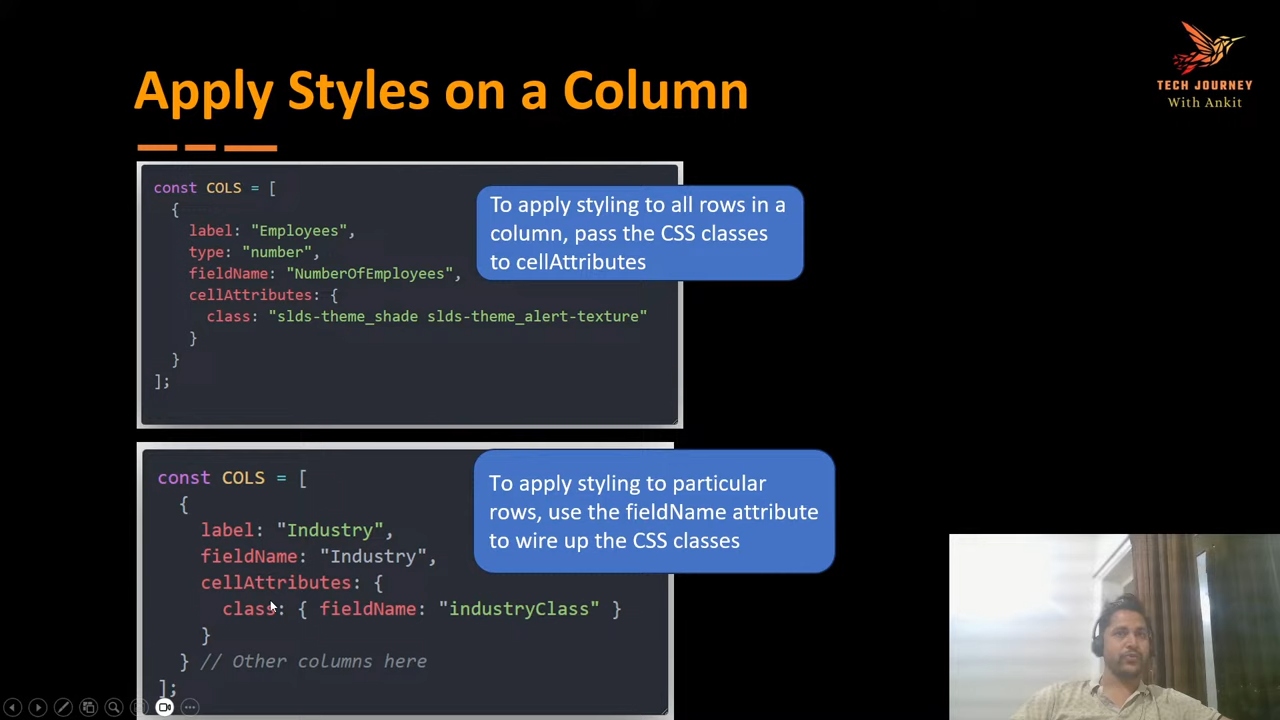 Apply Styles on a Column
TECH JOURNEY
With Ankit
const COLS = [
{
label: "Employees",
type: "number",
fieldName: "NumberOfEmployees",
cellAttributes: {
class: "slds-theme_shade slds-theme_alert-texture"
}
}
];
To apply styling to all rows in a
column, pass the CSS classes
to cellAttributes
const COLS = [
{
label: "Industry",
fieldName: "Industry",
cellAttributes: {
class: { fieldName: "industryClass" }
}
} // Other columns here
];
To apply styling to particular
rows, use the fieldName attribute
to wire up the CSS classes